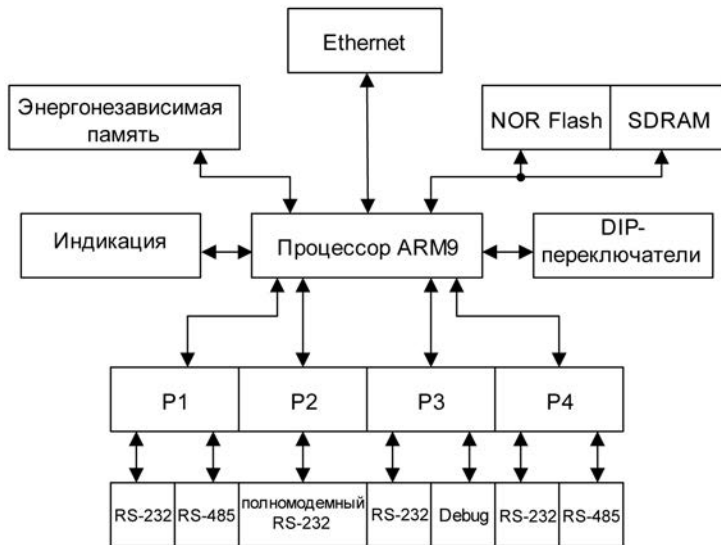 Ethernet
Энергонезависимая
память
NOR Flash
SDRAM
Индикация
Процессор ARM9
DIP-
переключатели
P1
P2
P3
P4
RS-232
RS-485
полномодемный
RS-232
RS-232
Debug
RS-232
RS-485